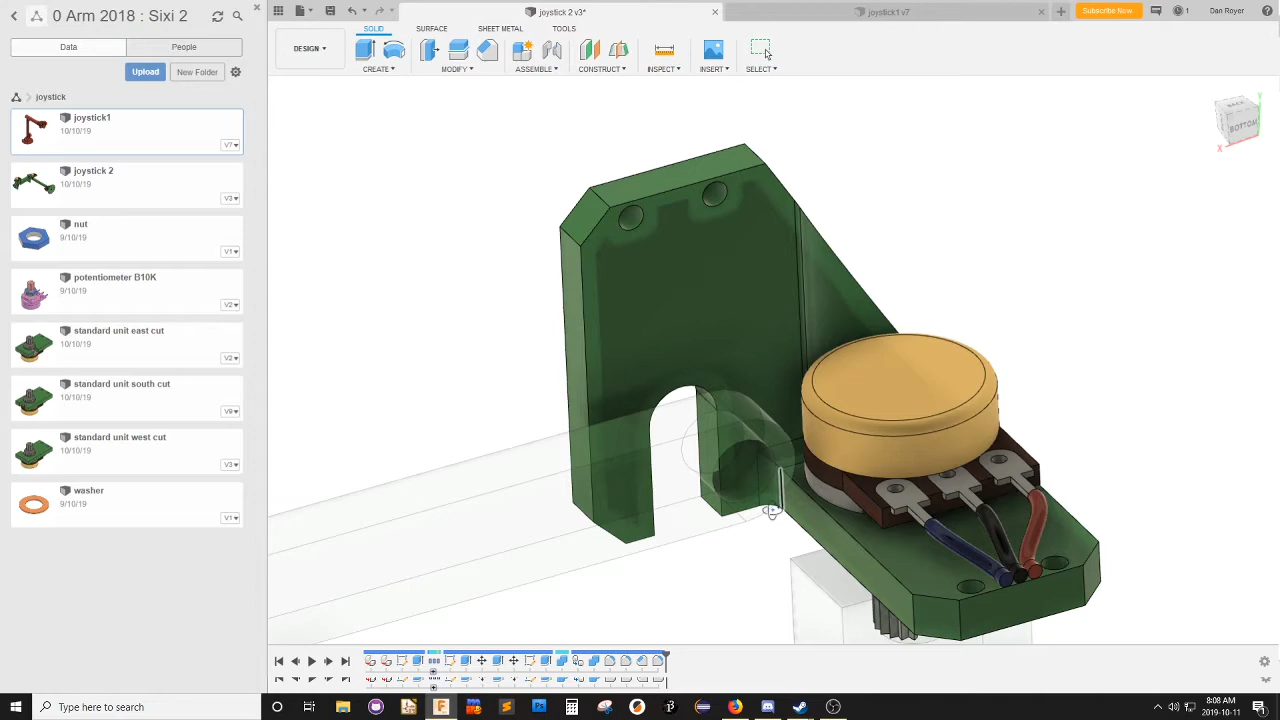 0 Arm 2018 : Sixi 2
joystick 2 v3*
joystick1 v7
Subscribe Now
1
Dan Royer
Data
People
Upload
New Folder
joystick
joystick1
10/10/19
V7
joystick 2
10/10/19
V3
nut
9/10/19
V1
potentiometer B10K
9/10/19
V2
standard unit east cut
10/10/19
V2
standard unit south cut
10/10/19
V9
standard unit west cut
10/10/19
V3
washer
9/10/19
V1
DESIGN
SOLID
SURFACE
SHEET METAL
TOOLS
CREATE
MODIFY
ASSEMBLE
CONSTRUCT
INSPECT
INSERT
SELECT
BACK
BOTTOM
Y
X
Type here to search
8:08 AM
2019-10-11